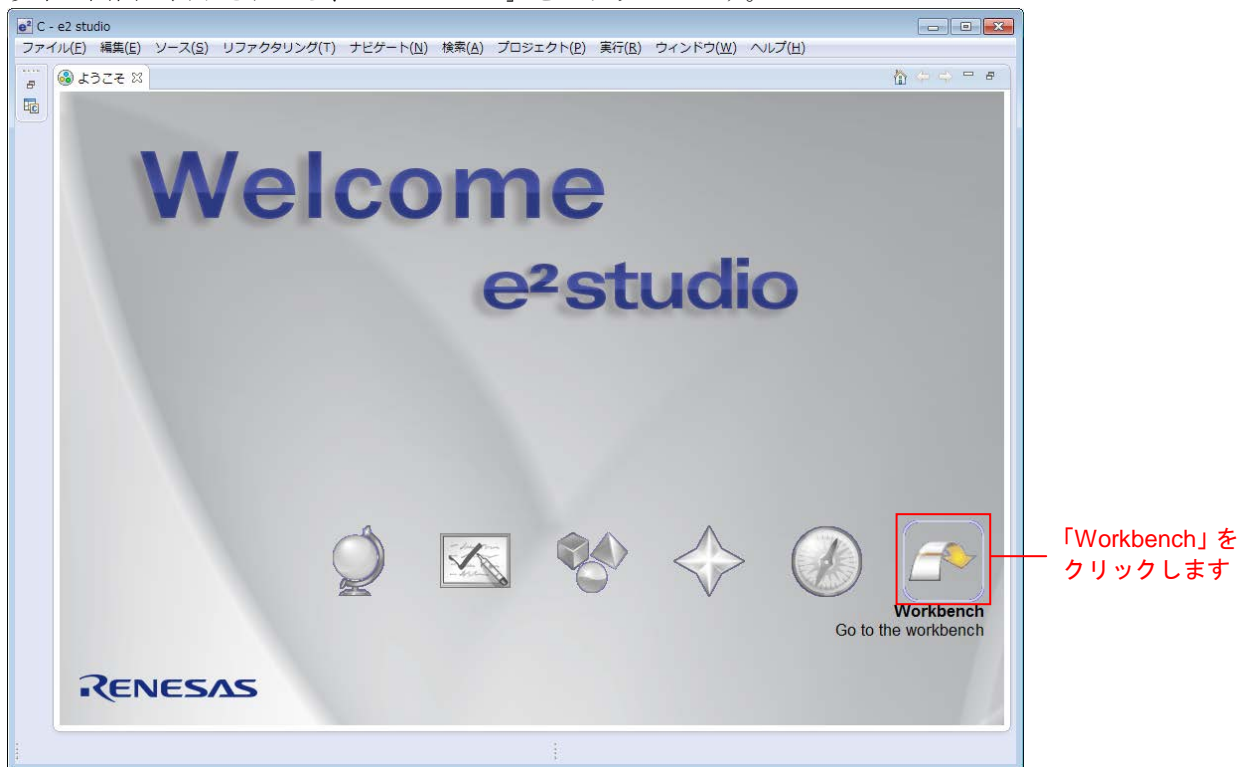 C - e2 studio
ファイル(F) 編集(E) ソース(S) リファクタリング(T) ナビゲート(N) 検索(A) プロジェクト(P) 実行(R) ウィンドウ(W) ヘルプ(H)
ようこそ
Welcome
e² studio
「Workbench」を
クリックします
Workbench
Go to the workbench
RENESAS